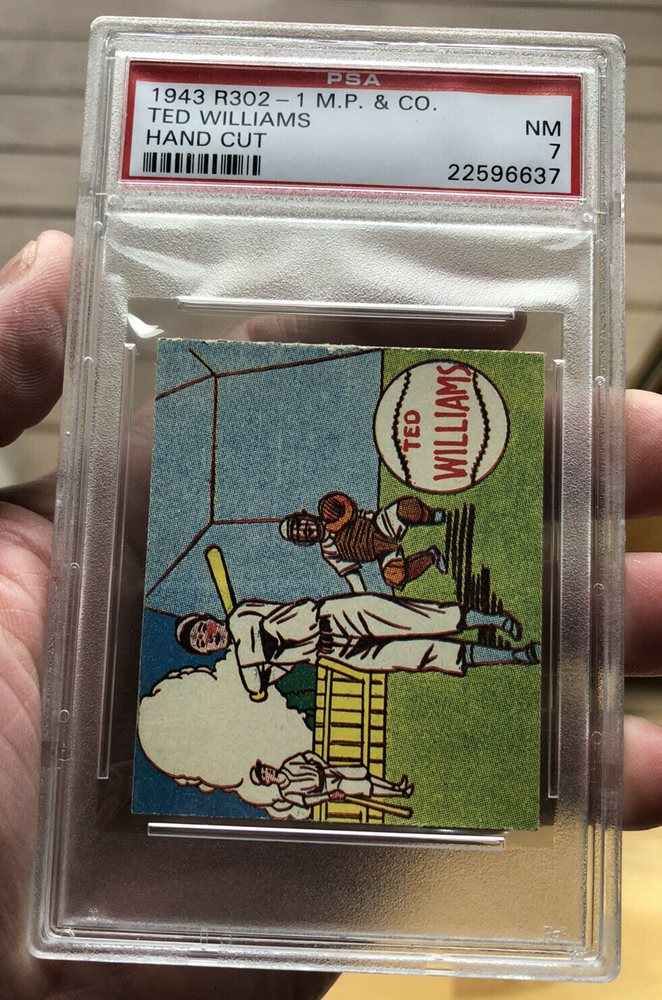 PSA
1943 R302-1 M.P. & CO.
TED WILLIAMS
HAND CUT
NM
7
22596637
TED
WILLIAMS